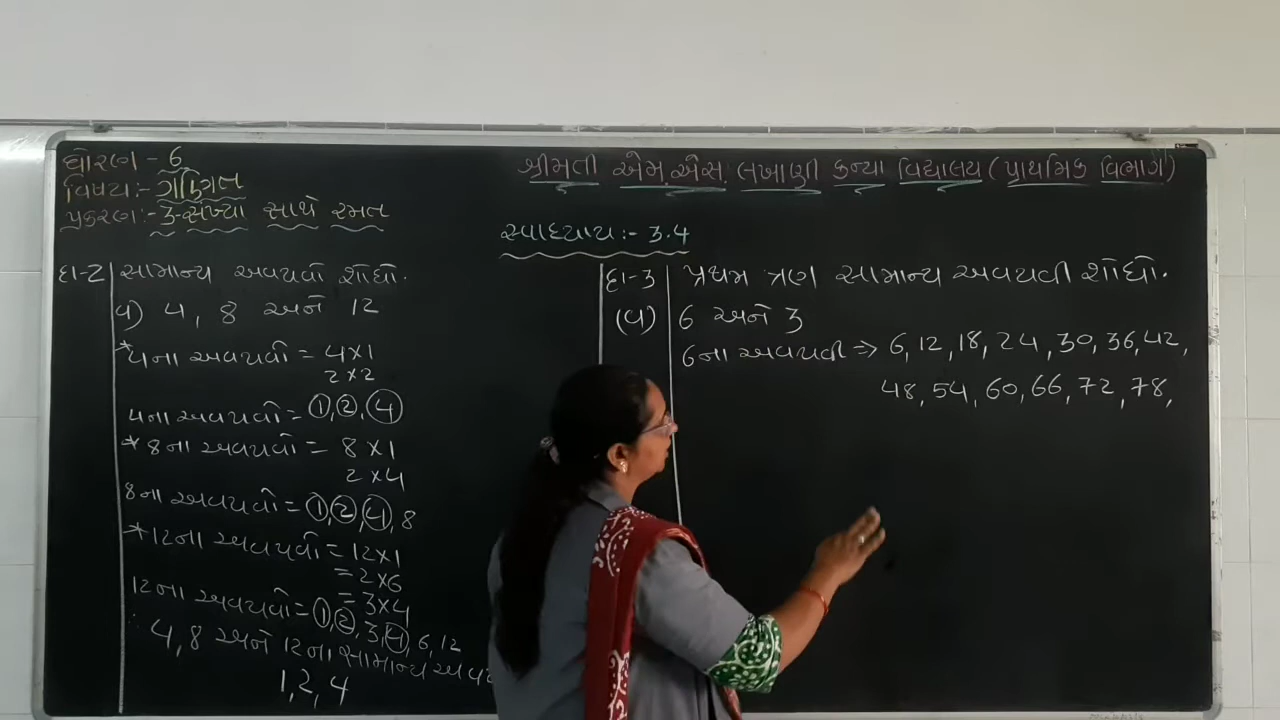 ધોરણ - 6
વિષય:- ગણિત
પ્રકરણ:- 3-સંખ્યા સાથે રમત
શ્રીમતી એમ.એસ. લખાણી કન્યા વિદ્યાલય (પ્રાથમિક વિભાગ)
સ્વાધ્યાય:- 3.4
દા-2 સામાન્ય અવયવો શોધો.
4, 8 અને 12
*4ના અવયવો = 4×1
2×2
4ના અવયવો = 1, 2, 4
*8ના અવયવો = 8×1
2×4
8ના અવયવો = 1, 2, 4, 8
*12ના અવયવો = 12×1
= 2×6
= 3×4
12ના અવયવો = 1, 2, 3, 4, 6, 12
∴ 4, 8 અને 12ના સામાન્ય
1, 2, 4
દા-3 પ્રથમ ત્રણ સામાન્ય અવયવી શોધો.
6 અને 3
6ના અવયવી ⇒ 6, 12, 18, 24, 30, 36, 42,
48, 54, 60, 66, 72, 78,